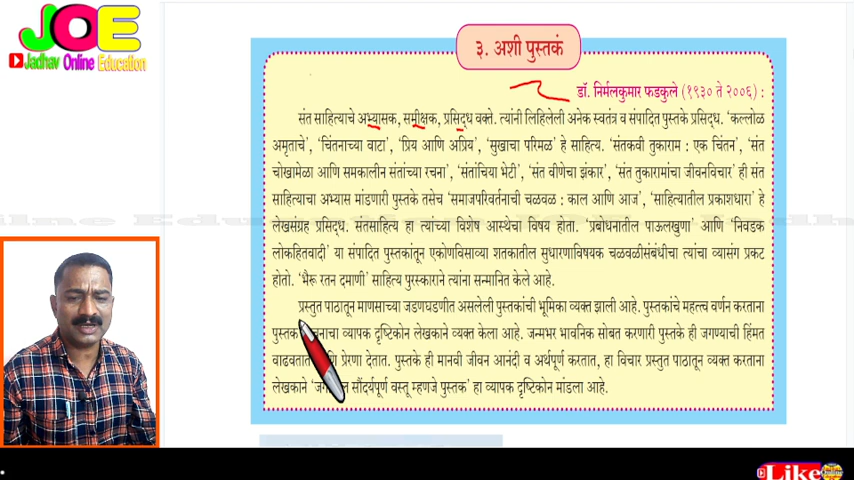 JOE
Jadhav Online Education
३. अशी पुस्तकं
डॉ. निर्मलकुमार फडकुले (१९३० ते २००६) :
संत साहित्याचे अभ्यासक, समीक्षक, प्रसिद्ध वक्ते. त्यांनी लिहिलेली अनेक स्वतंत्र व संपादित पुस्तके प्रसिद्ध. ‘कल्लोळ
अमृताचे’, ‘चिंतनाच्या वाटा’, ‘प्रिय आणि अप्रिय’, ‘सुखाचा परिमळ’ हे साहित्य. ‘संतकवी तुकाराम : एक चिंतन’, ‘संत
चोखामेळा आणि समकालीन संतांच्या रचना’, ‘संतांचिया भेटी’, ‘संत वीणेचा झंकार’, ‘संत तुकारामांचा जीवनविचार’ ही संत
साहित्याचा अभ्यास मांडणारी पुस्तके तसेच ‘समाजपरिवर्तनाची चळवळ : काल आणि आज’, ‘साहित्यातील प्रकाशधारा’ हे
लेखसंग्रह प्रसिद्ध. संतसाहित्य हा त्यांच्या विशेष आस्थेचा विषय होता. ‘प्रबोधनातील पाऊलखुणा’ आणि ‘निवडक
लोकहितवादी’ या संपादित पुस्तकांतून एकोणविसाव्या शतकातील सुधारणाविषयक चळवळीसंबंधीचा त्यांचा व्यासंग प्रकट
होतो. ‘भैरू रतन दमाणी’ साहित्य पुरस्काराने त्यांना सन्मानित केले आहे.
प्रस्तुत पाठातून माणसाच्या जडणघडणीत असलेली पुस्तकांची भूमिका व्यक्त झाली आहे. पुस्तकांचे महत्त्व वर्णन करताना
पुस्तक व्यापक दृष्टिकोन लेखकाने व्यक्त केला आहे. जन्मभर भावनिक सोबत करणारी पुस्तके ही जगण्याची हिंमत
वाढवतात प्रेरणा देतात. पुस्तके ही मानवी जीवन आनंदी व अर्थपूर्ण करतात, हा विचार प्रस्तुत पाठातून व्यक्त करताना
लेखकाने सौंदर्यपूर्ण वस्तू म्हणजे पुस्तक’ हा व्यापक दृष्टिकोन मांडला आहे.
Like